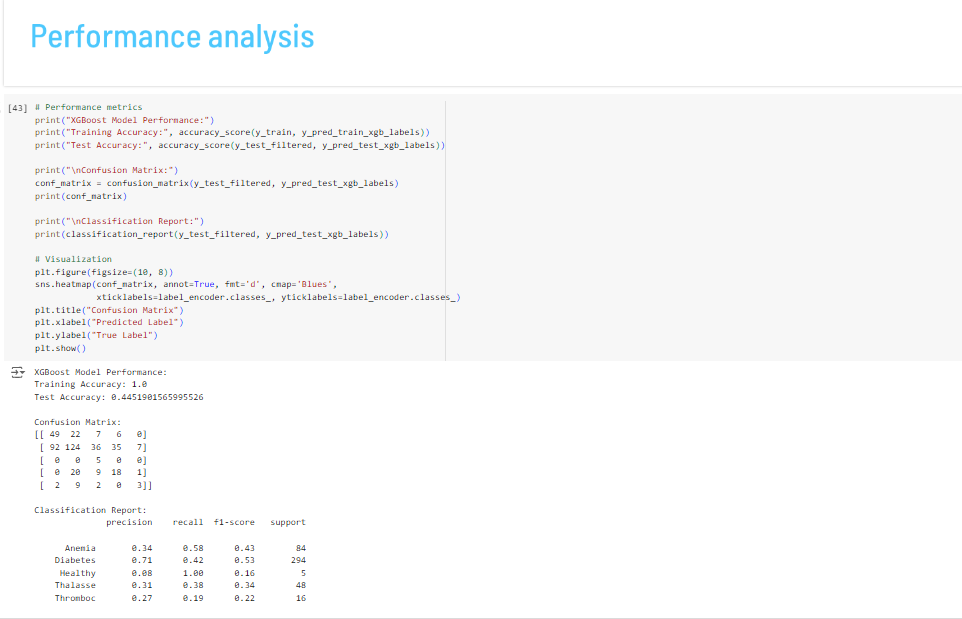 Performance analysis
[43] # Performance metrics
print("XGBoost Model Performance:")
print("Training Accuracy:", accuracy_score(y_train, y_pred_train_xgb_labels))
print("Test Accuracy:", accuracy_score(y_test_filtered, y_pred_test_xgb_labels))
print("\nConfusion Matrix:")
conf_matrix = confusion_matrix(y_test_filtered, y_pred_test_xgb_labels)
print(conf_matrix)
print("\nClassification Report:")
print(classification_report(y_test_filtered, y_pred_test_xgb_labels))
# Visualization
plt.figure(figsize=(10, 8))
sns.heatmap(conf_matrix, annot=True, fmt='d', cmap='Blues',
xticklabels=label_encoder.classes_, yticklabels=label_encoder.classes_)
plt.title("Confusion Matrix")
plt.xlabel("Predicted Label")
plt.ylabel("True Label")
plt.show()
XGBoost Model Performance:
Training Accuracy: 1.0
Test Accuracy: 0.4451901565995526
Confusion Matrix:
[[ 49 22 7 6 0]
[ 92 124 36 35 7]
[ 0 0 5 0 0]
[ 0 20 9 18 1]
[ 2 9 2 0 3]]
Classification Report:
precision recall f1-score support
Anemia 0.34 0.58 0.43 84
Diabetes 0.71 0.42 0.53 294
Healthy 0.08 1.00 0.16 5
Thalasse 0.31 0.38 0.34 48
Thromboc 0.27 0.19 0.22 16